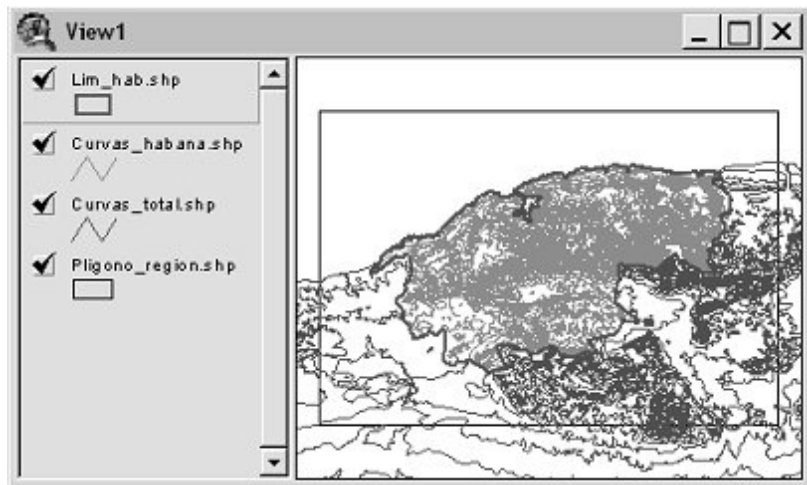 View1
Lim_hab.shp
Curvas_habana.shp
Curvas_total.shp
Pligono_region.shp